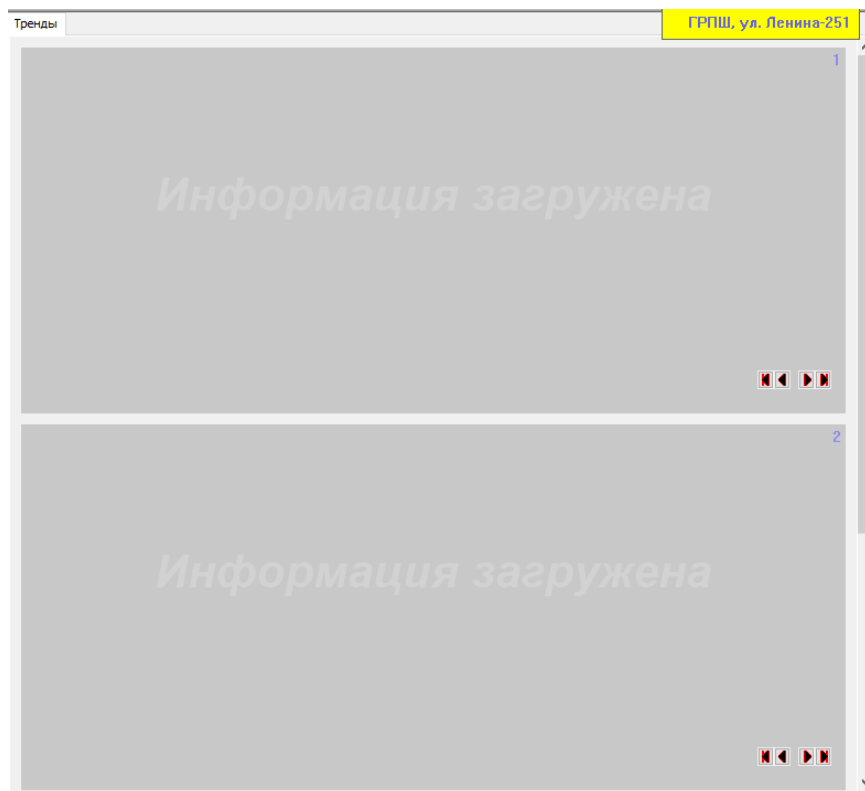 Тренды
ГРПШ, ул. Ленина-251
1
Информация загружена
2
Информация загружена